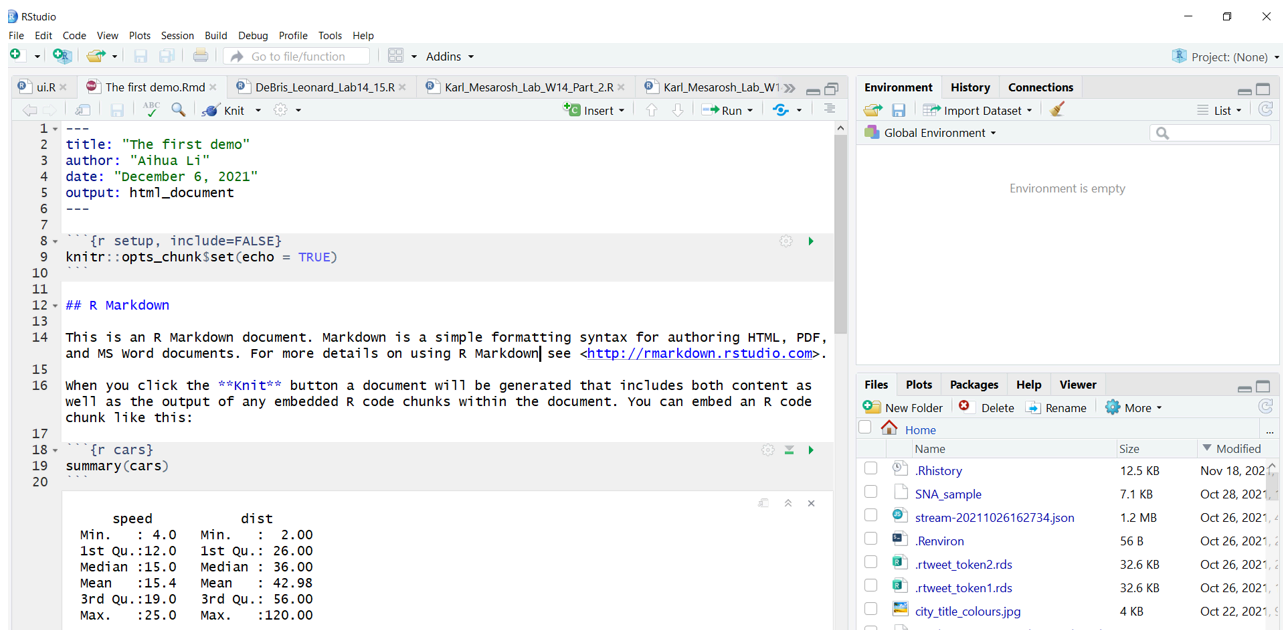 RStudio
File Edit Code View Plots Session Build Debug Profile Tools Help
Go to file/function Addins Project: (None)
ui.R The first demo.Rmd DeBris_Leonard_Lab14_15.R Karl_Mesarosh_Lab_W14_Part_2.R Karl_Mesarosh_Lab_W1
ABC Knit Insert Run
1 ---
2 title: "The first demo"
3 author: "Aihua Li"
4 date: "December 6, 2021"
5 output: html_document
6 ---
7
8 ```{r setup, include=FALSE}
9 knitr::opts_chunk$set(echo = TRUE)
10 ```
11
12 ## R Markdown
13
14 This is an R Markdown document. Markdown is a simple formatting syntax for authoring HTML, PDF,
and MS Word documents. For more details on using R Markdown see <http://rmarkdown.rstudio.com>.
15
16 When you click the **Knit** button a document will be generated that includes both content as
well as the output of any embedded R code chunks within the document. You can embed an R code
chunk like this:
17
18 ```{r cars}
19 summary(cars)
20 ```
speed dist
Min. : 4.0 Min. : 2.00
1st Qu.:12.0 1st Qu.: 26.00
Median :15.0 Median : 36.00
Mean :15.4 Mean : 42.98
3rd Qu.:19.0 3rd Qu.: 56.00
Max. :25.0 Max. :120.00
Environment History Connections
Import Dataset List
Global Environment
Environment is empty
Files Plots Packages Help Viewer
New Folder Delete Rename More
Home ...
Name Size Modified
.Rhistory 12.5 KB Nov 18, 202
SNA_sample 7.1 KB Oct 28, 2021,
stream-20211026162734.json 1.2 MB Oct 26, 2021,
.Renviron 56 B Oct 26, 2021,
.rtweet_token2.rds 32.6 KB Oct 26, 2021,
.rtweet_token1.rds 32.6 KB Oct 26, 2021,
city_title_colours.jpg 4 KB Oct 22, 2021,